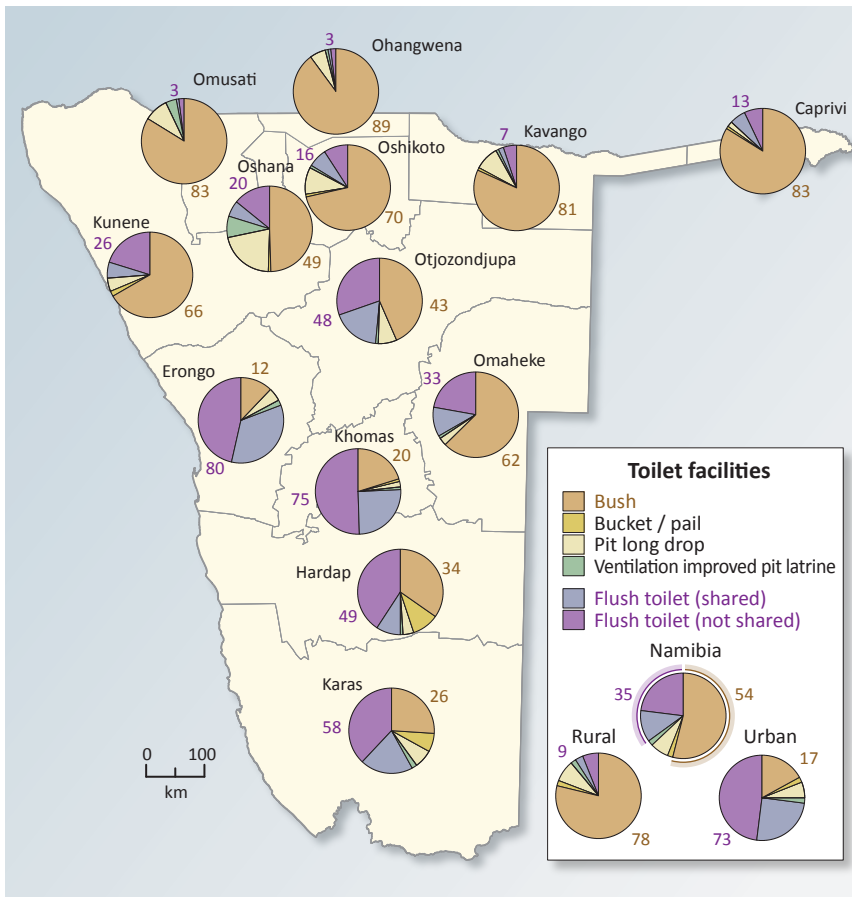 Ohangwena
3
89
Omusati
3
83
Caprivi
13
83
Kavango
7
81
Oshikoto
16
70
Oshana
20
49
Kunene
26
66
Otjozondjupa
48
43
Erongo
12
80
Omaheke
33
62
Khomas
20
75
Hardap
34
49
Karas
26
58
0 100
km
Toilet facilities
Bush
Bucket / pail
Pit long drop
Ventilation improved pit latrine
Flush toilet (shared)
Flush toilet (not shared)
Namibia
35
54
Rural
9
78
Urban
17
73